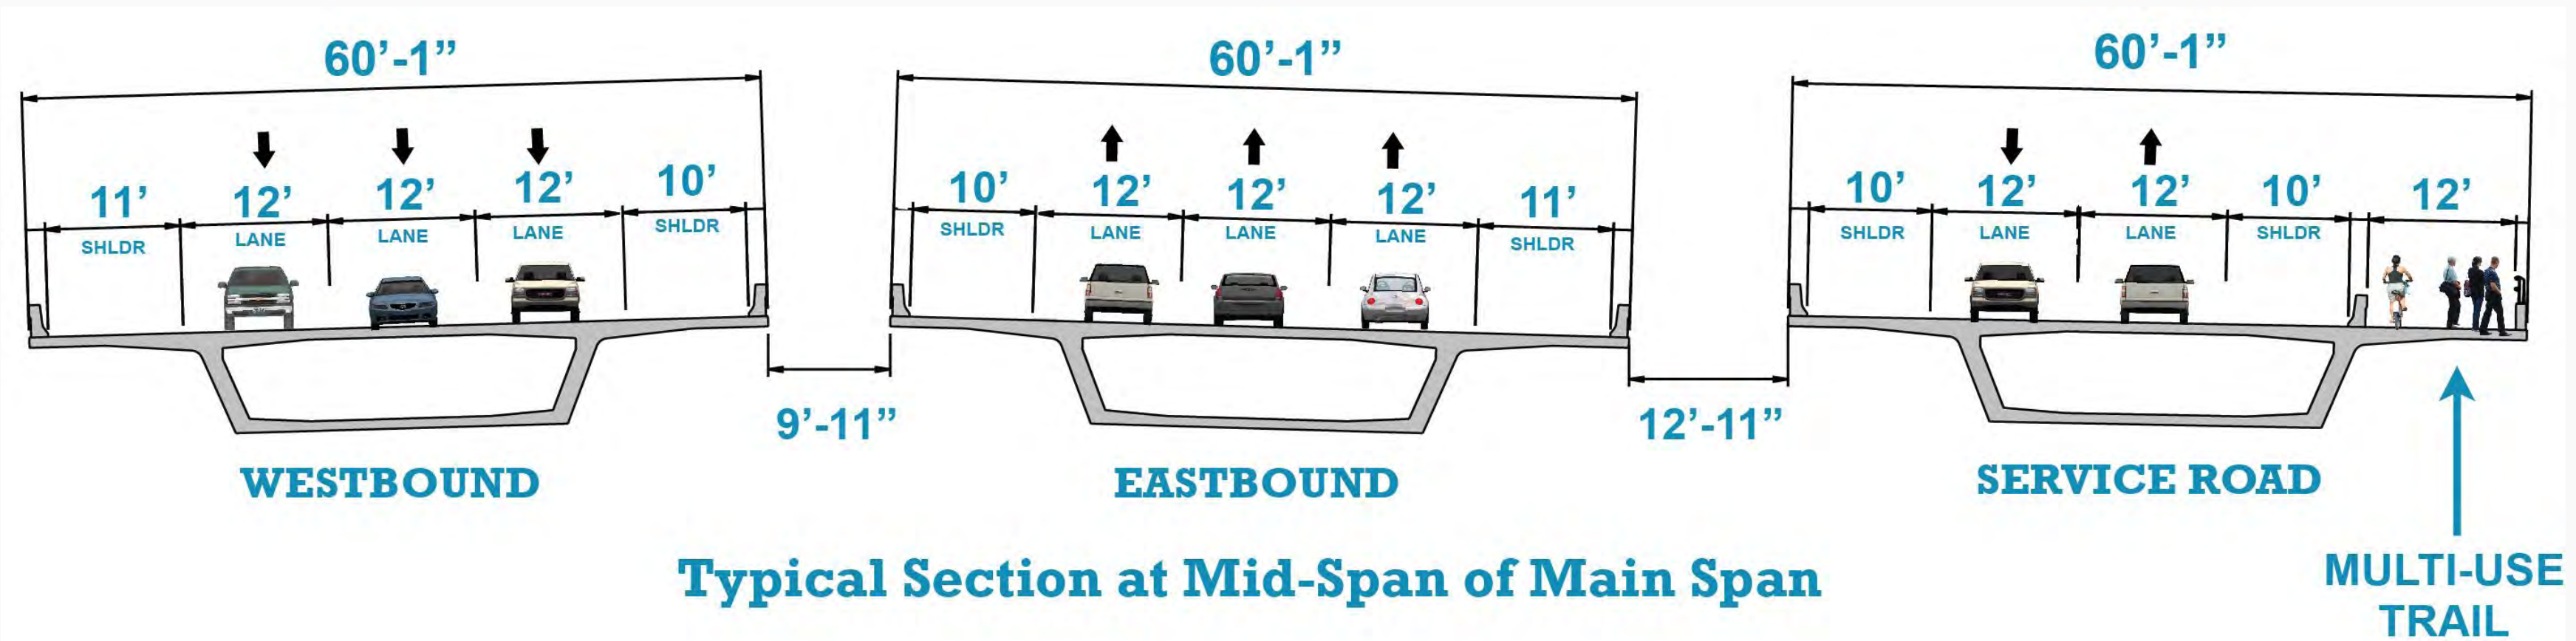 60’-1”
11’ 12’ 12’ 12’ 10’
SHLDR LANE LANE LANE SHLDR
WESTBOUND
9’-11”
60’-1”
10’ 12’ 12’ 12’ 11’
SHLDR LANE LANE LANE SHLDR
EASTBOUND
12’-11”
60’-1”
10’ 12’ 12’ 10’ 12’
SHLDR LANE LANE SHLDR
SERVICE ROAD
MULTI-USE
TRAIL
Typical Section at Mid-Span of Main Span